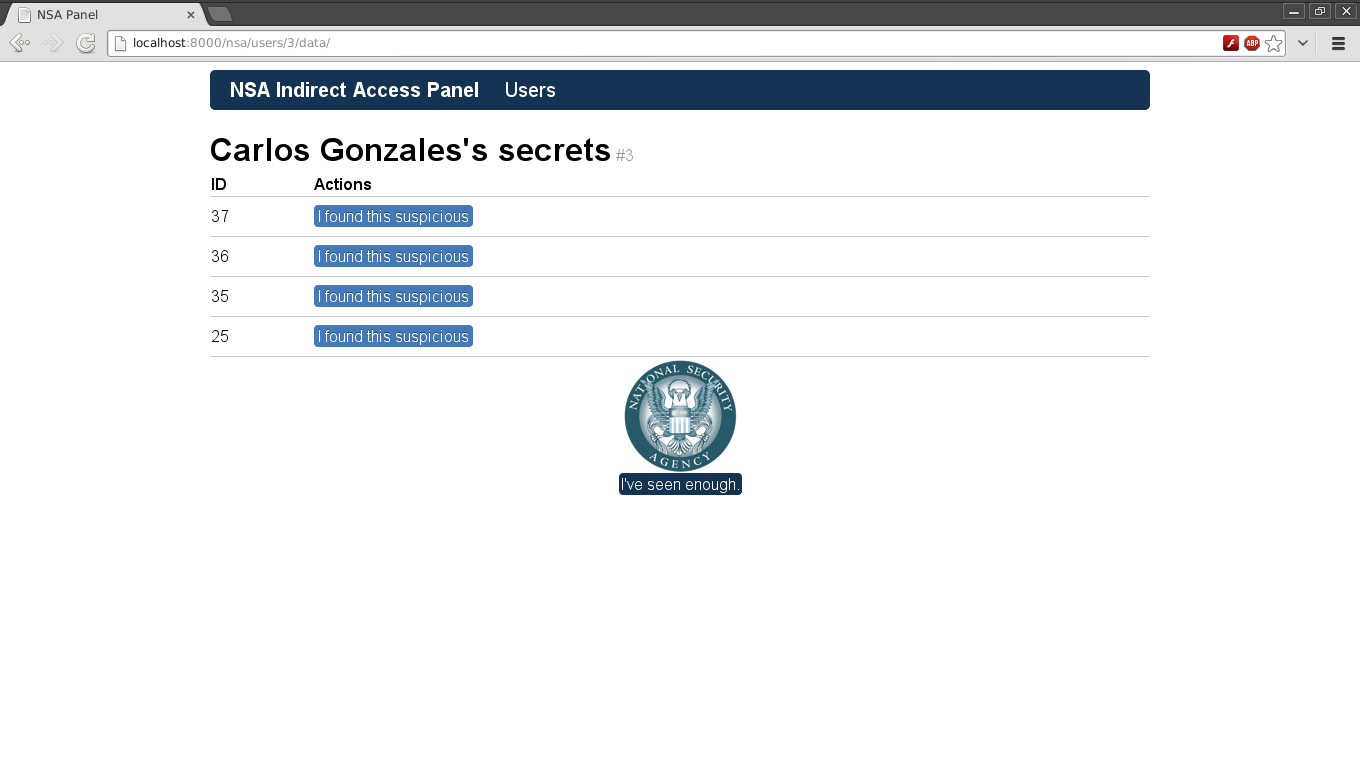 NSA Panel
localhost:8000/nsa/users/3/data/
ABP
NSA Indirect Access Panel Users
Carlos Gonzales's secrets #3
ID Actions
37 I found this suspicious
36 I found this suspicious
35 I found this suspicious
25 I found this suspicious
NATIONAL SECURITY
AGENCY
I've seen enough.